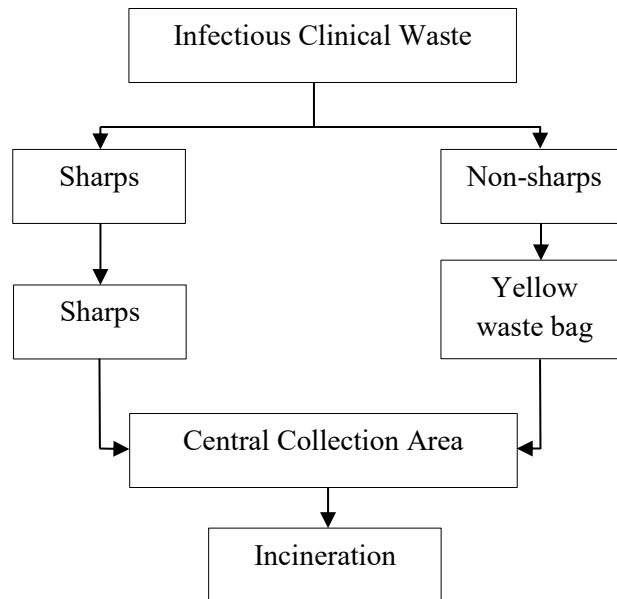 Infectious Clinical Waste
Sharps
Non-sharps
Sharps
Yellow
waste bag
Central Collection Area
Incineration